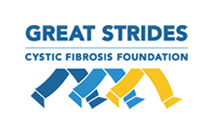 GREAT STRIDES
CYSTIC FIBROSIS FOUNDATION